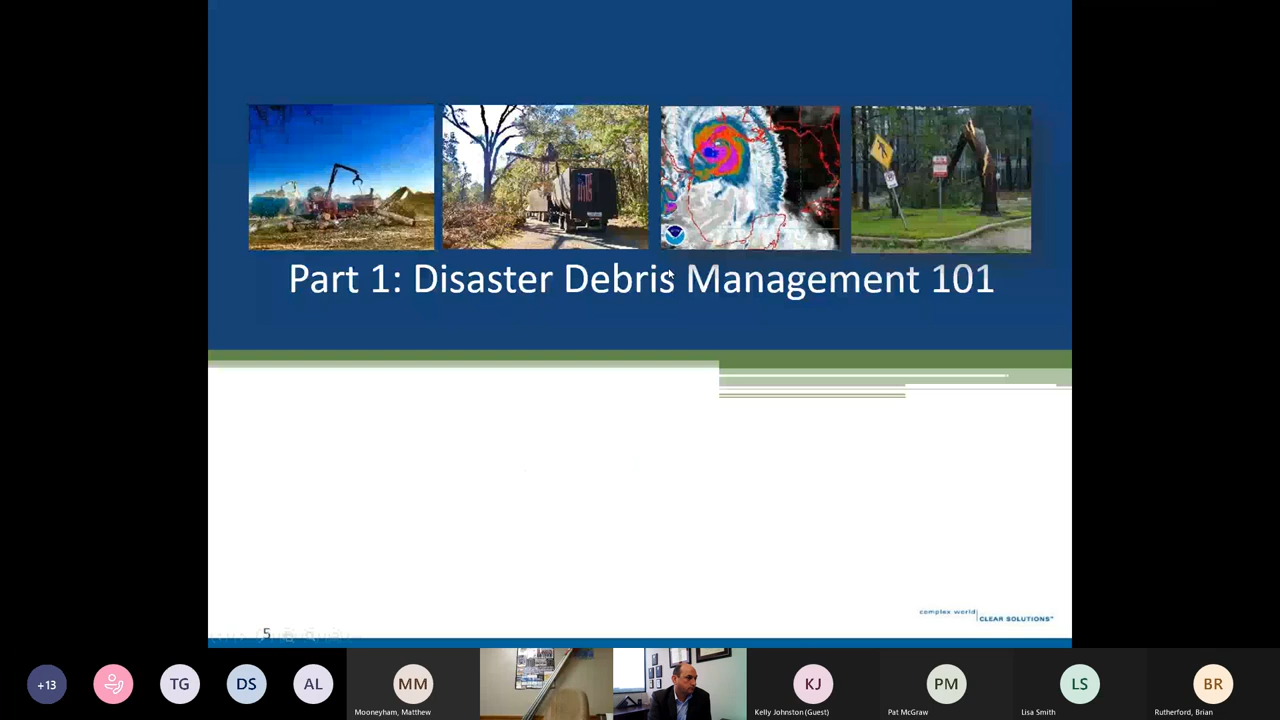 Part 1: Disaster Debris Management 101
complex world
CLEAR SOLUTIONS™
5
+13
TG
DS
AL
MM
KJ
PM
LS
BR
Mooneyham, Matthew
Kelly Johnston (Guest)
Pat McGraw
Lisa Smith
Rutherford, Brian